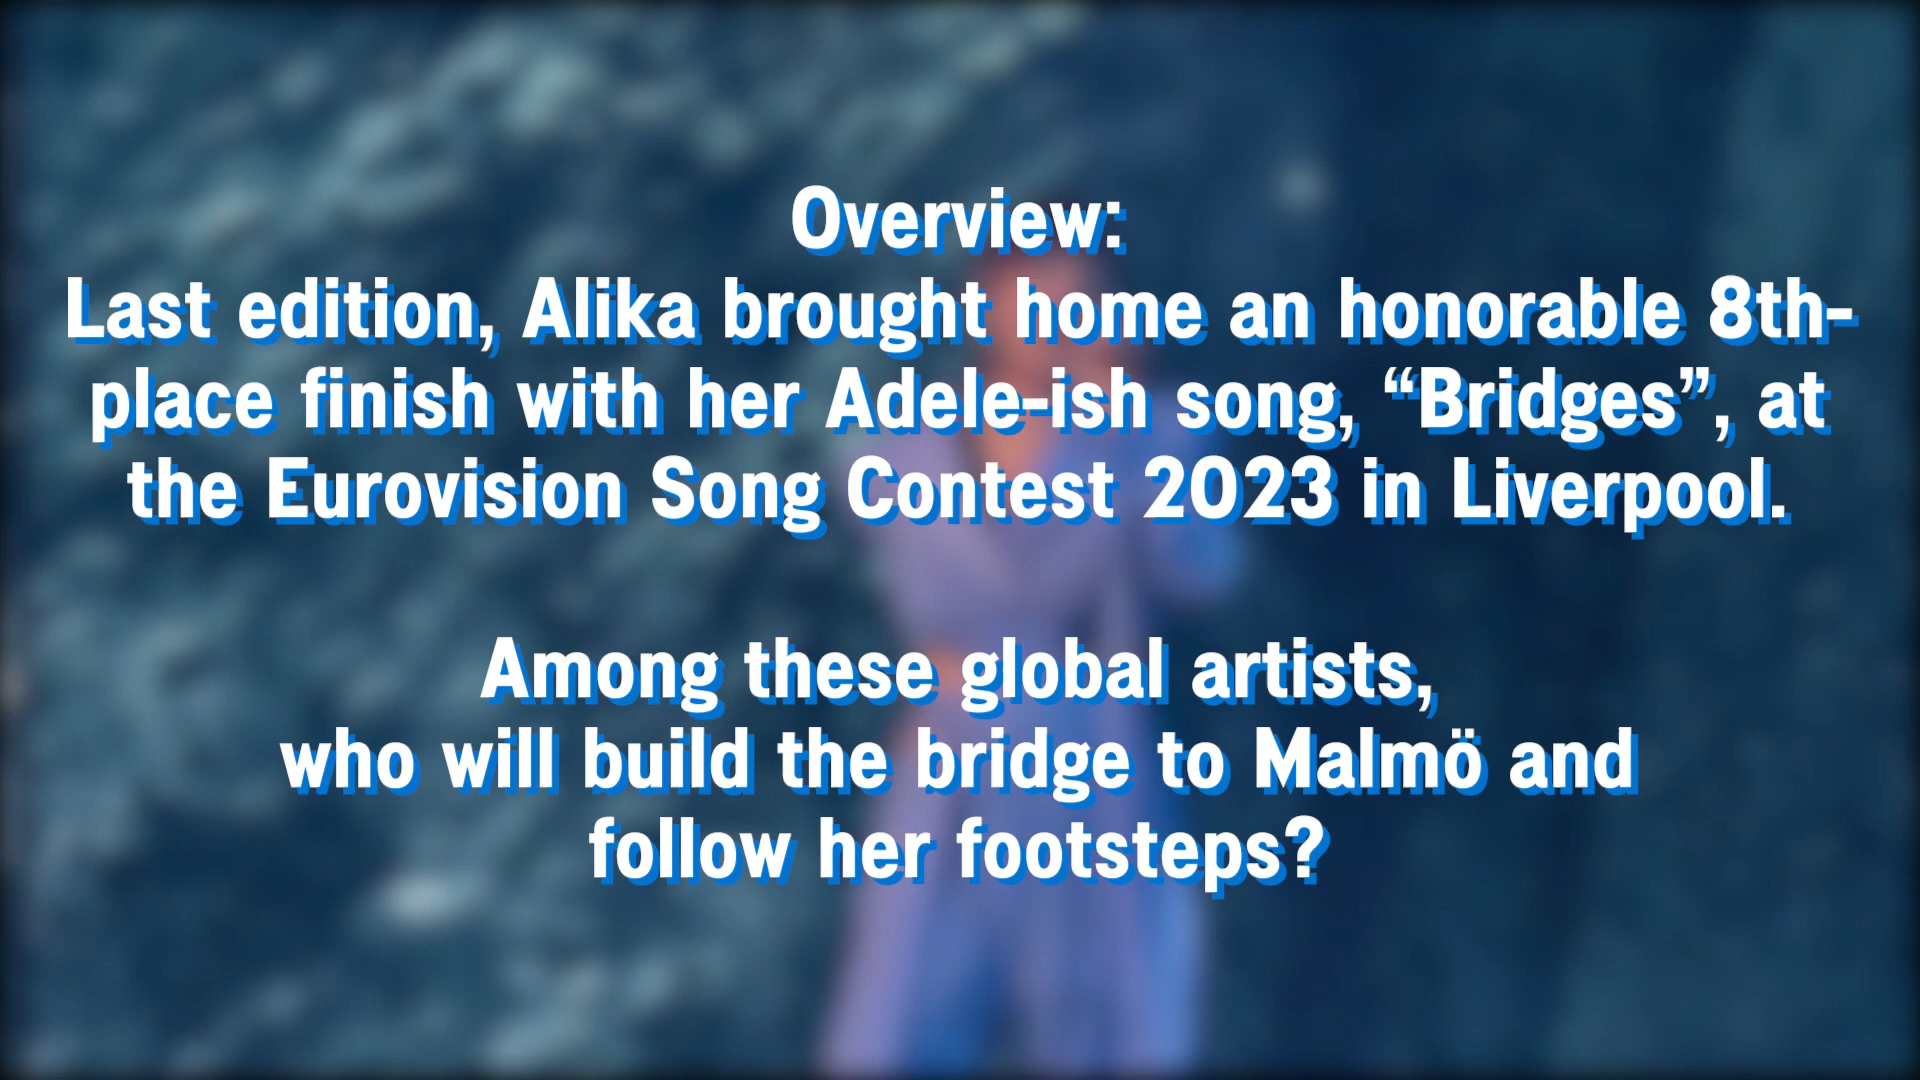 Overview:
Last edition, Alika brought home an honorable 8th-
place finish with her Adele-ish song, “Bridges”, at
the Eurovision Song Contest 2023 in Liverpool.
Among these global artists,
who will build the bridge to Malmö and
follow her footsteps?